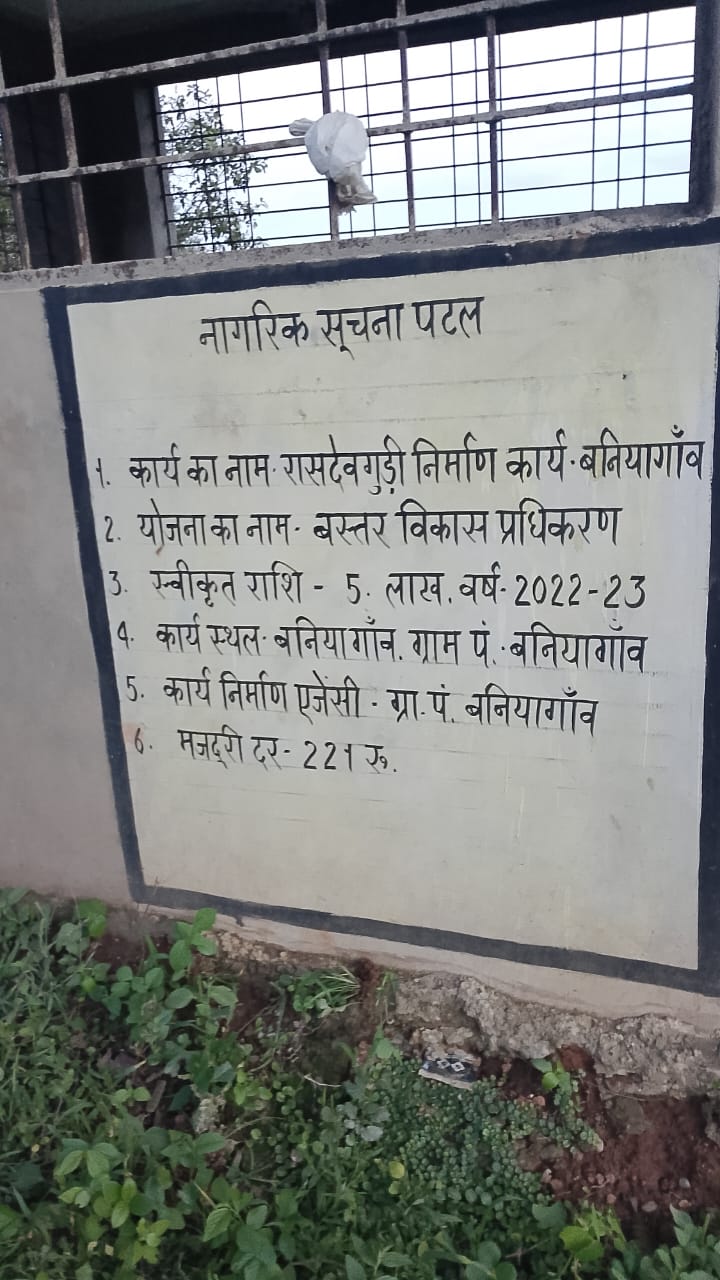 नागरिक सूचना पटल
1. कार्य का नाम- रासदेवगुड़ी निर्माण कार्य-बनियागाँव
2. योजना का नाम- बस्तर विकास प्रधिकरण
3. स्वीकृत राशि - 5. लाख. वर्ष- 2022-23
4. कार्य स्थल- बनियागाँव. ग्राम पं.-बनियागाँव
5. कार्य निर्माण एजेंसी - ग्रा.पं. बनियागाँव
6. मजदूरी दर- 221 रु.